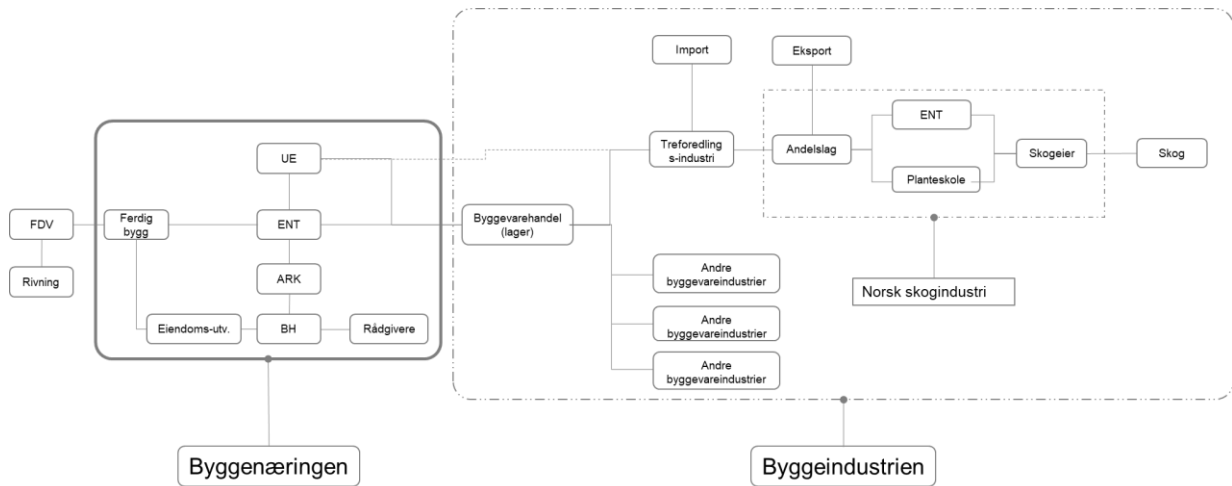 Import
Eksport
ENT
UE
Treforedling
s-industri
Andelslag
Skogeier
Skog
Planteskole
FDV
Ferdig
bygg
ENT
Byggevarehandel
(lager)
Rivning
ARK
Andre
byggevareindustrier
Norsk skogindustri
Eiendoms-utv.
BH
Rådgivere
Andre
byggevareindustrier
Andre
byggevareindustrier
Byggenæringen
Byggeindustrien